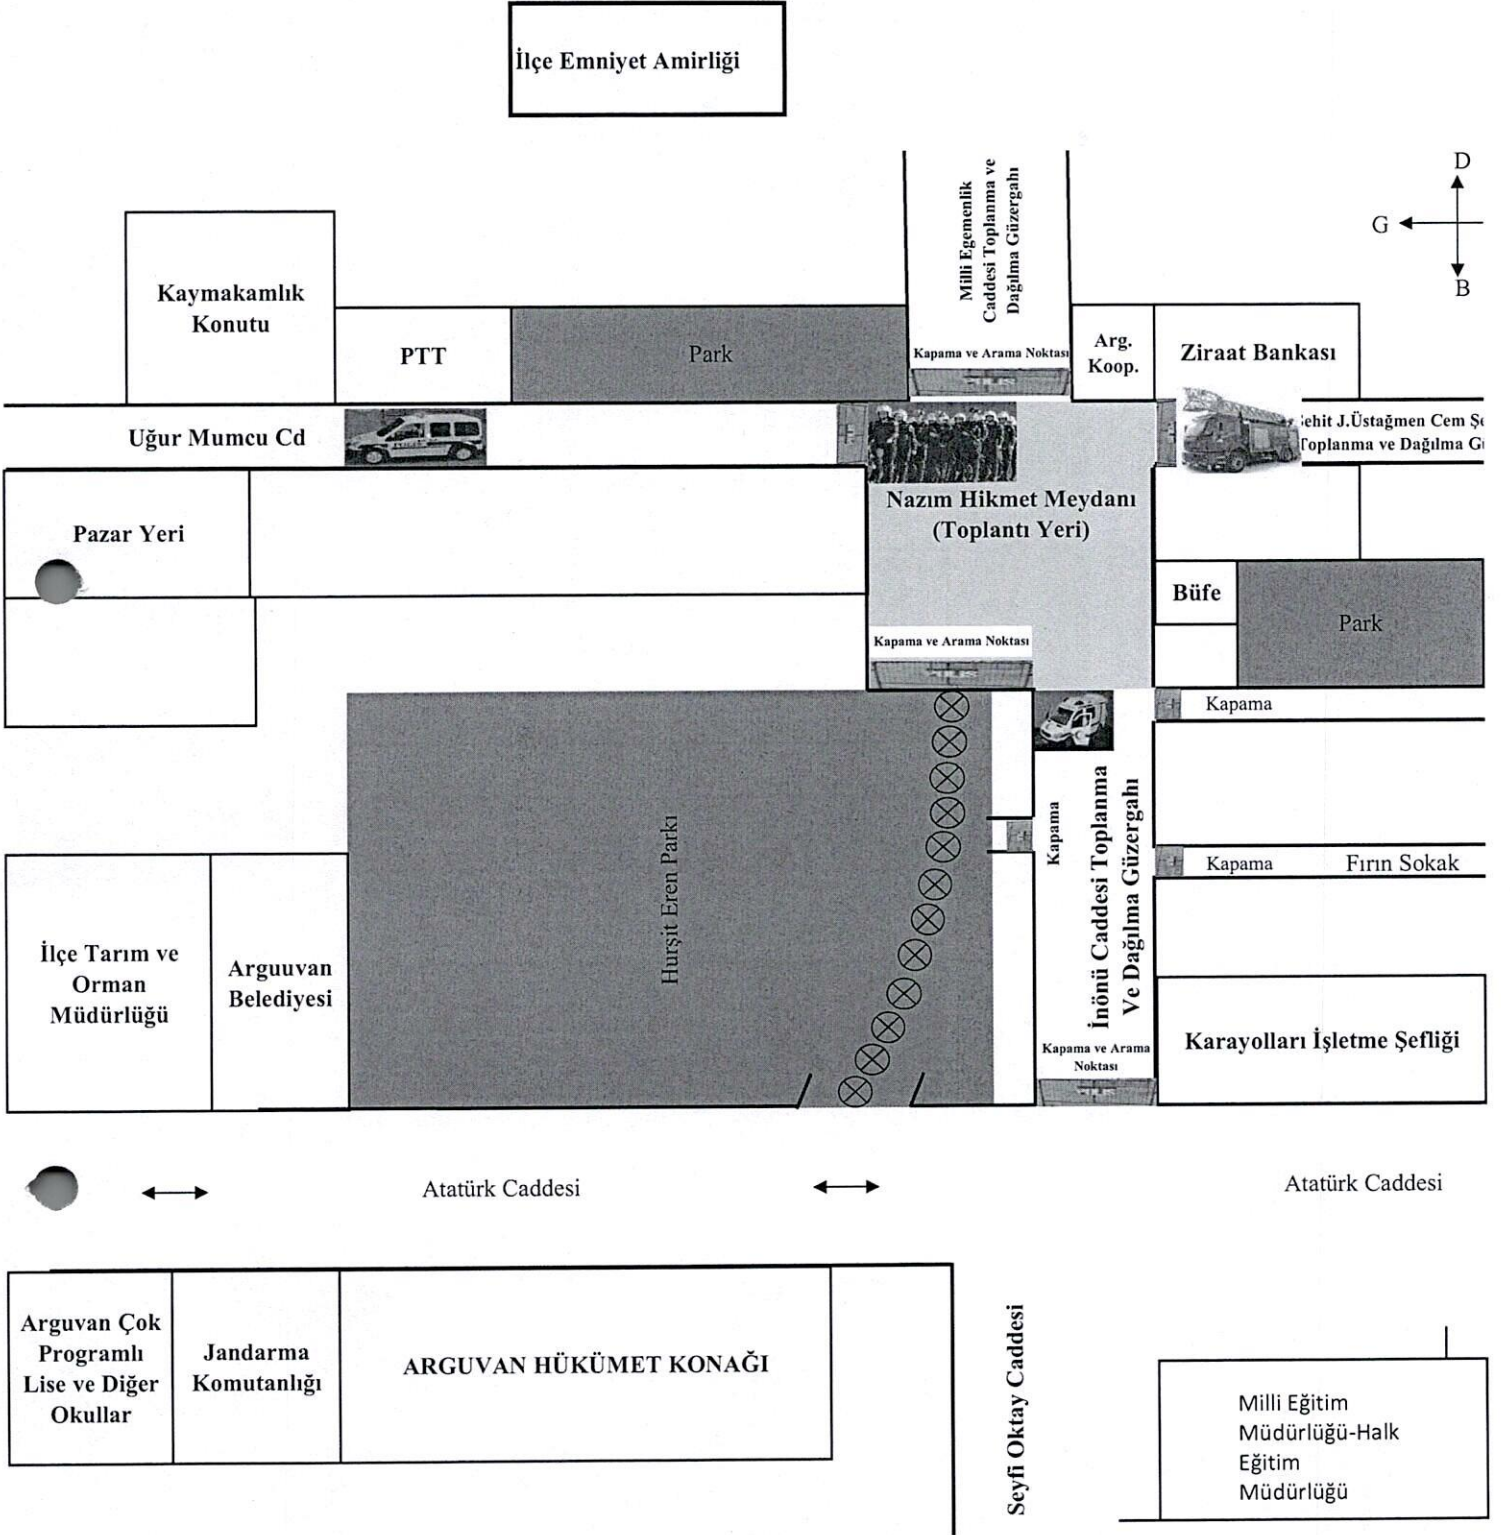 İlçe Emniyet Amirliği
D
G
B
Milli Egemenlik
Caddesi Toplanma ve
Dağılma Güzergahı
Kaymakamlık
Konutu
PTT
Park
Kapama ve Arama Noktası
Arg.
Koop.
Ziraat Bankası
Uğur Mumcu Cd
ehit J.Üstağmen Cem Şe
Toplanma ve Dağılma G
Nazım Hikmet Meydanı
(Toplantı Yeri)
Pazar Yeri
Büfe
Park
Kapama ve Arama Noktası
Kapama
Kapama
Hurşit Eren Parkı
İnönü Caddesi Toplanma
Ve Dağılma Güzergahı
Kapama
Fırın Sokak
İlçe Tarım ve
Orman
Müdürlüğü
Arguuvan
Belediyesi
Kapama ve Arama
Noktası
Karayolları İşletme Şefliği
Atatürk Caddesi
Atatürk Caddesi
Arguvan Çok
Programlı
Lise ve Diğer
Okullar
Jandarma
Komutanlığı
ARGUVAN HÜKÜMET KONAĞI
Seyfi Oktay Caddesi
Milli Eğitim
Müdürlüğü-Halk
Eğitim
Müdürlüğü